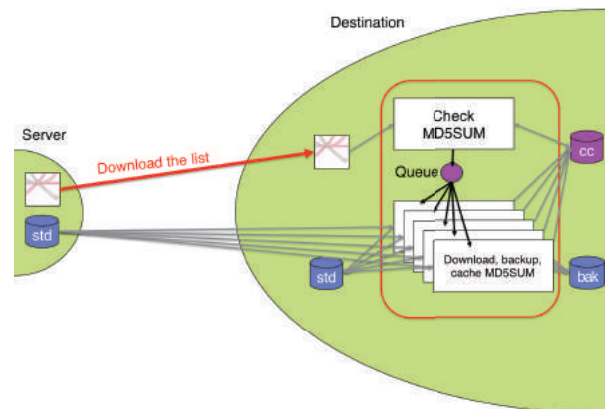 Destination
Server
Check
MD5SUM
Download the list
cc
Queue
std
Download, backup,
cache MD5SUM
std
bak